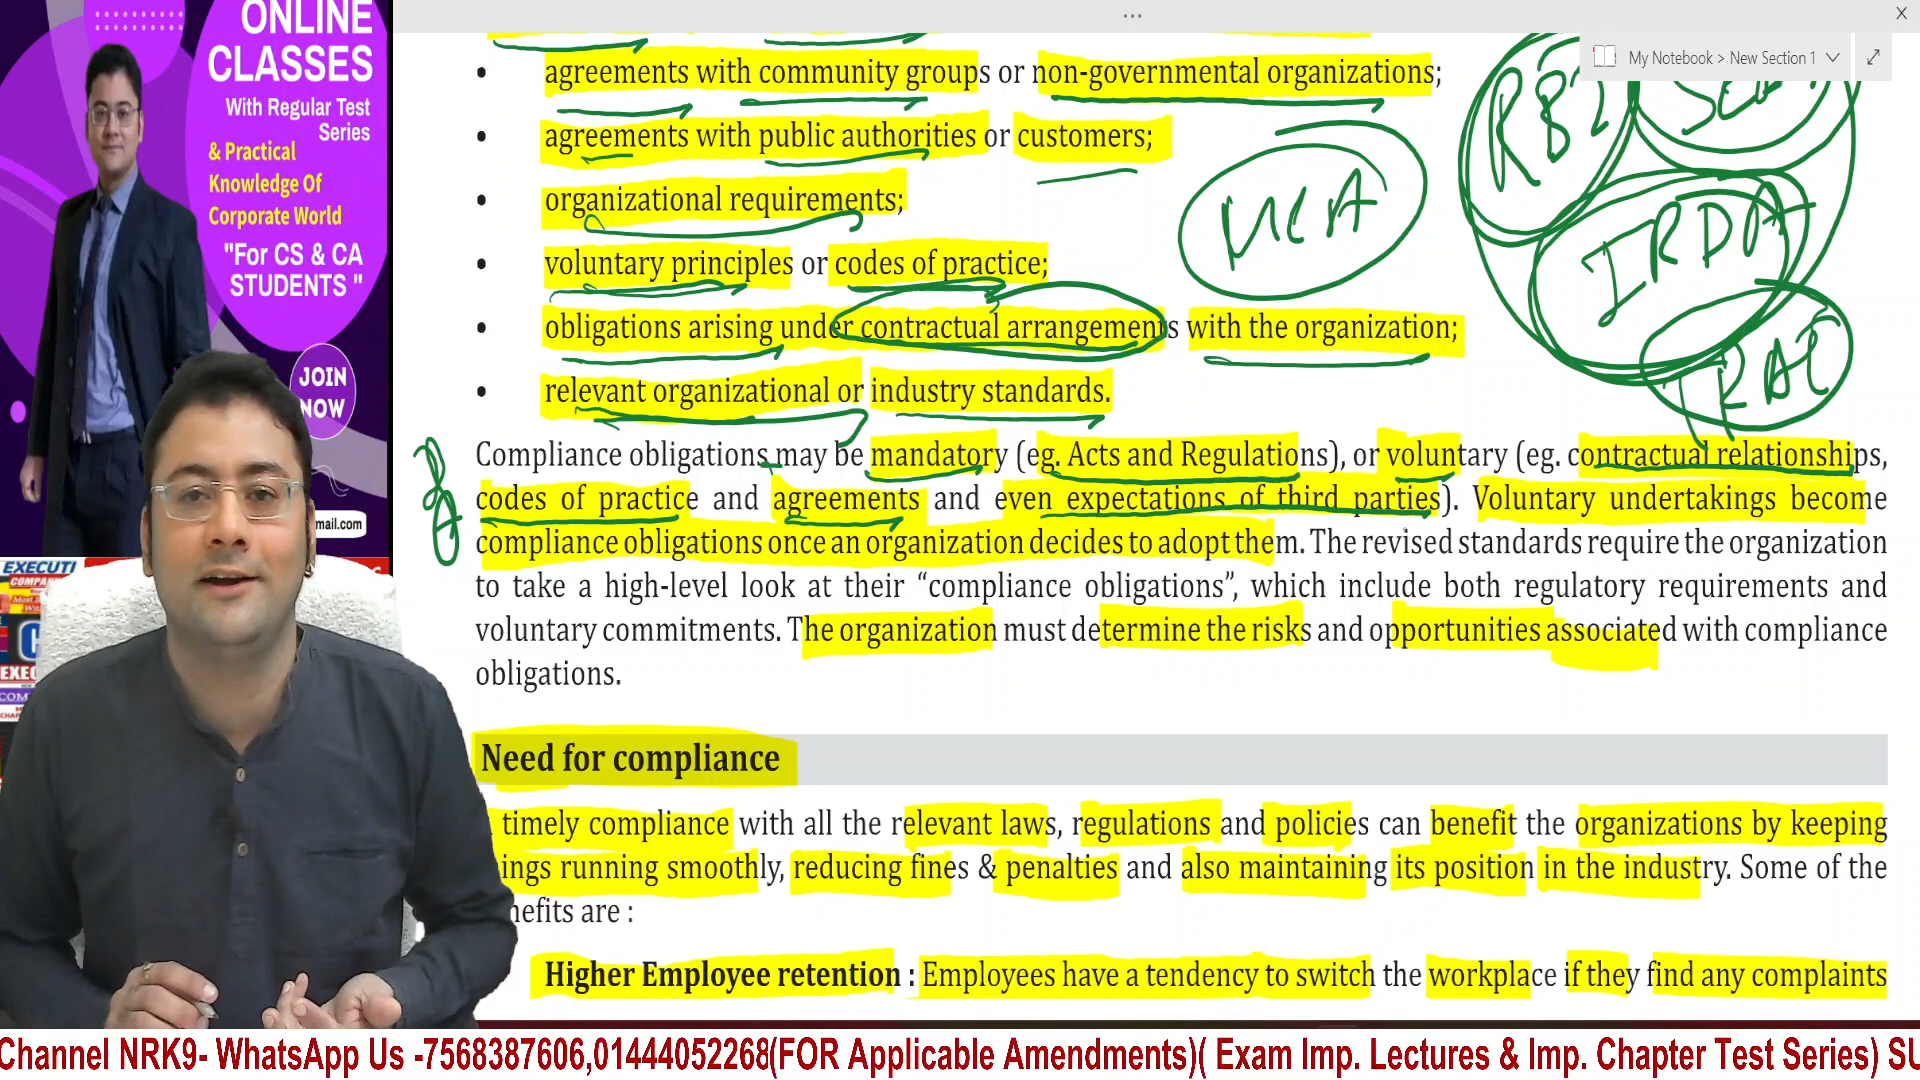 ONLINE
CLASSES
With Regular Test
Series
& Practical
Knowledge Of
Corporate World
"For CS & CA
STUDENTS "
JOIN
NOW
mail.com
EXECUTI
My Notebook > New Section 1
• agreements with community groups or non-governmental organizations;
• agreements with public authorities or customers;
• organizational requirements;
• voluntary principles or codes of practice;
• obligations arising under contractual arrangements with the organization;
• relevant organizational or industry standards.
MCA
RBI
IRDA
Compliance obligations may be mandatory (eg. Acts and Regulations), or voluntary (eg. contractual relationships,
codes of practice and agreements and even expectations of third parties). Voluntary undertakings become
compliance obligations once an organization decides to adopt them. The revised standards require the organization
to take a high-level look at their “compliance obligations”, which include both regulatory requirements and
voluntary commitments. The organization must determine the risks and opportunities associated with compliance
obligations.
Need for compliance
timely compliance with all the relevant laws, regulations and policies can benefit the organizations by keeping
ings running smoothly, reducing fines & penalties and also maintaining its position in the industry. Some of the
nefits are :
Higher Employee retention : Employees have a tendency to switch the workplace if they find any complaints
Channel NRK9- WhatsApp Us -7568387606,01444052268(FOR Applicable Amendments)( Exam Imp. Lectures & Imp. Chapter Test Series) SU